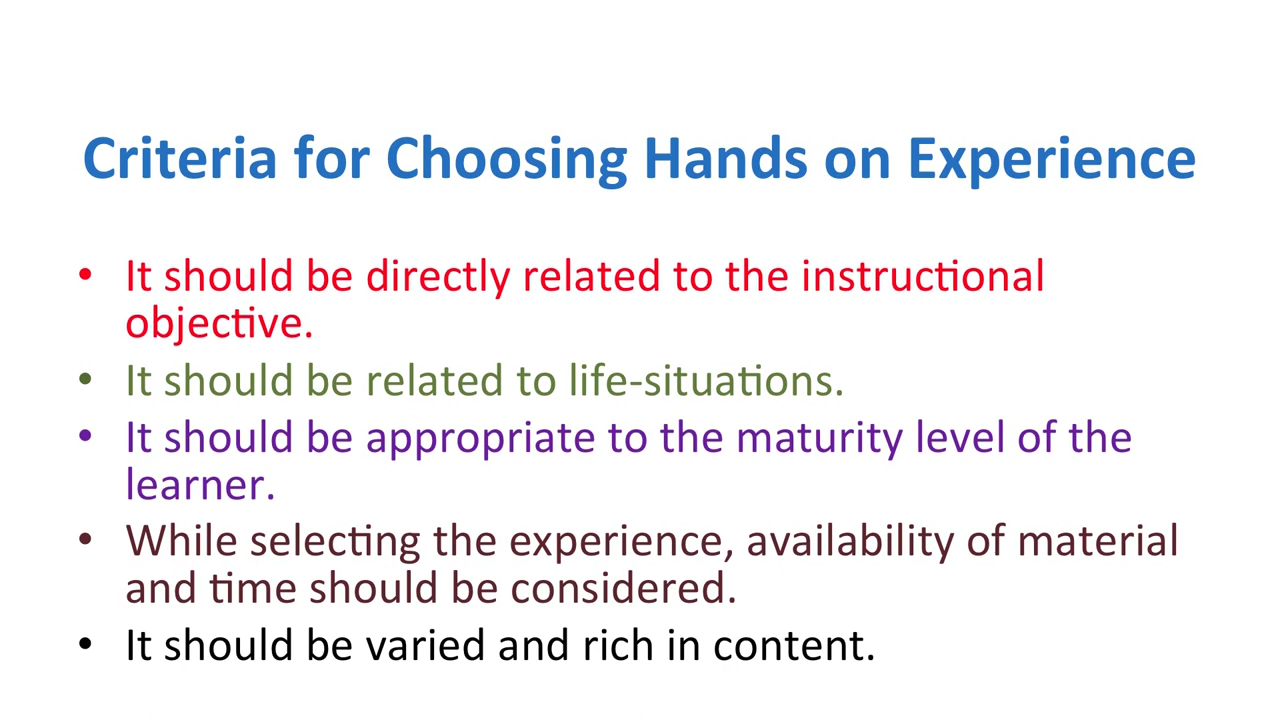 Criteria for Choosing Hands on Experience
• It should be directly related to the instructional
objective.
• It should be related to life-situations.
• It should be appropriate to the maturity level of the
learner.
• While selecting the experience, availability of material
and time should be considered.
• It should be varied and rich in content.